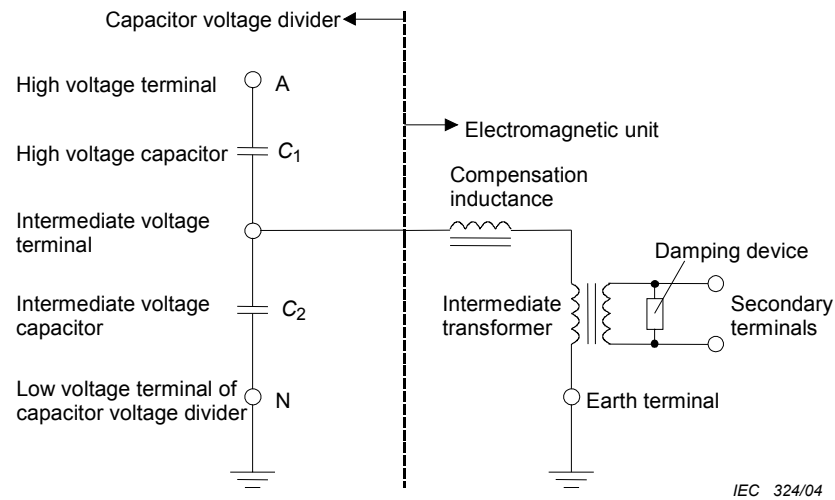 Capacitor voltage divider
High voltage terminal
A
Electromagnetic unit
High voltage capacitor
C1
Compensation
inductance
Intermediate voltage
terminal
Damping device
Intermediate voltage
capacitor
C2
Intermediate
transformer
Secondary
terminals
Low voltage terminal of
capacitor voltage divider
N
Earth terminal
IEC 324/04